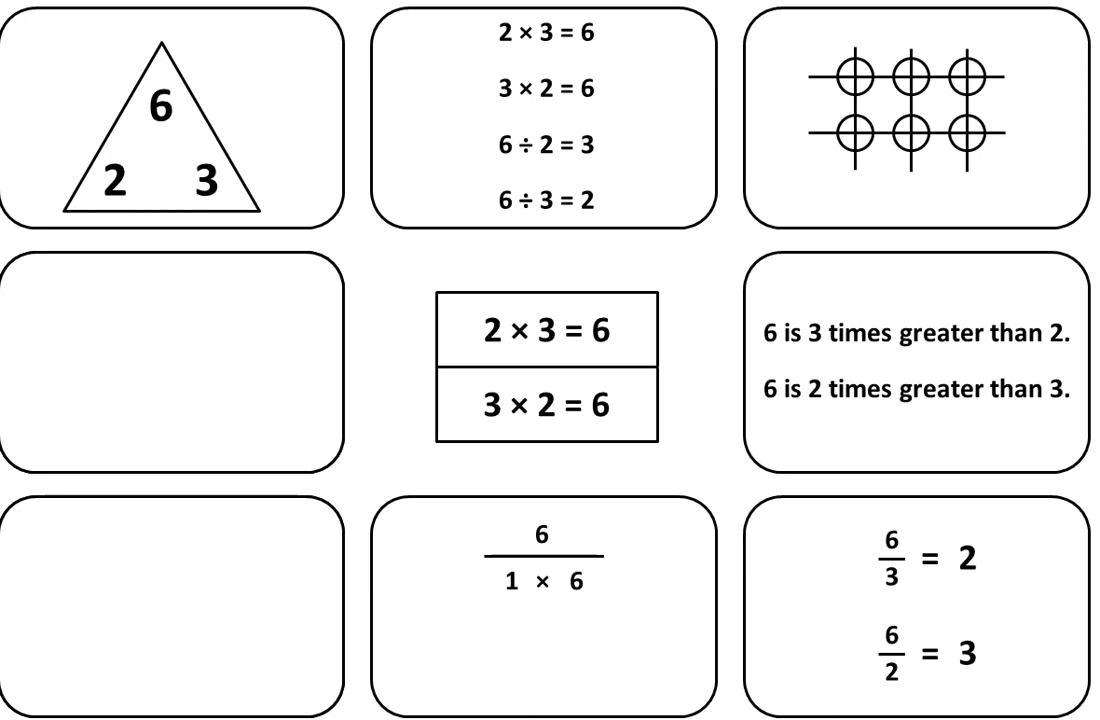 6
2 3
2 × 3 = 6
3 × 2 = 6
6 ÷ 2 = 3
6 ÷ 3 = 2
2 × 3 = 6
3 × 2 = 6
6 is 3 times greater than 2.
6 is 2 times greater than 3.
6
1 × 6
6
3
= 2
6
2
= 3